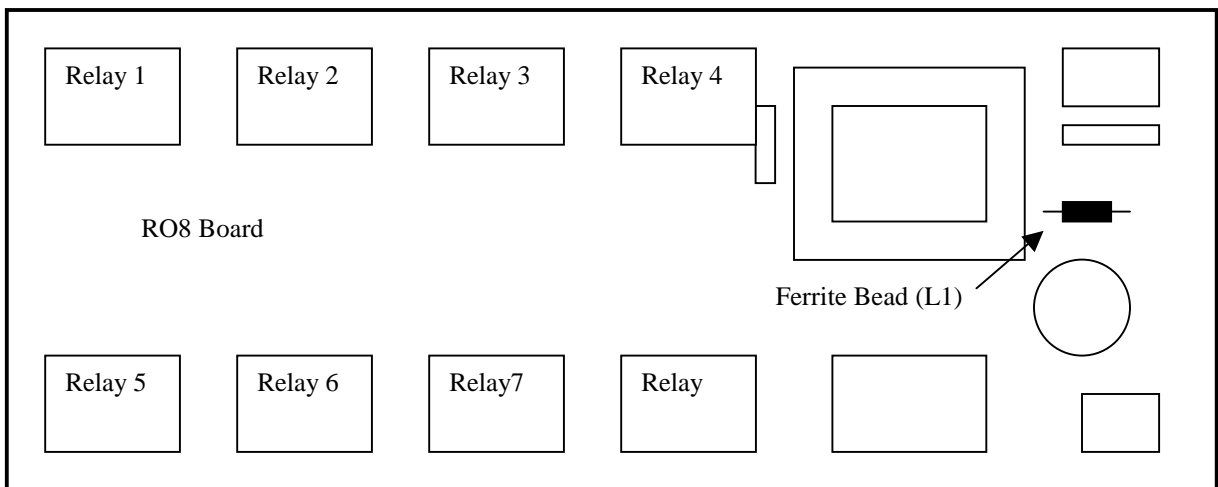 Relay 1
Relay 2
Relay 3
Relay 4
RO8 Board
Ferrite Bead (L1)
Relay 5
Relay 6
Relay7
Relay